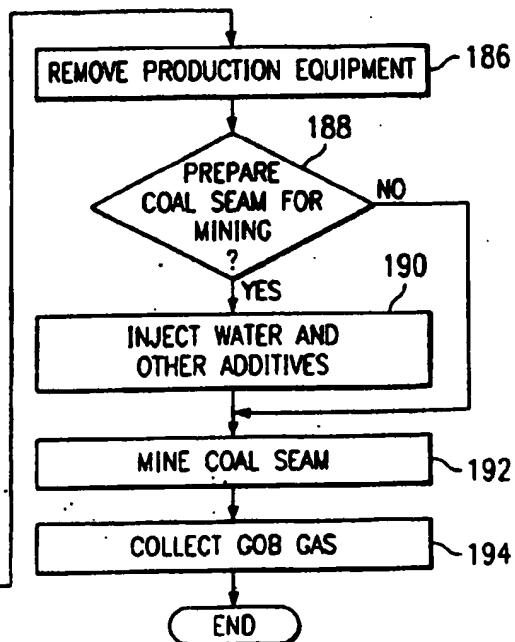 REMOVE PRODUCTION EQUIPMENT
186
188
PREPARE
COAL SEAM FOR
MINING
?
NO
YES
190
INJECT WATER AND
OTHER ADDITIVES
MINE COAL SEAM
192
COLLECT GOB GAS
194
END